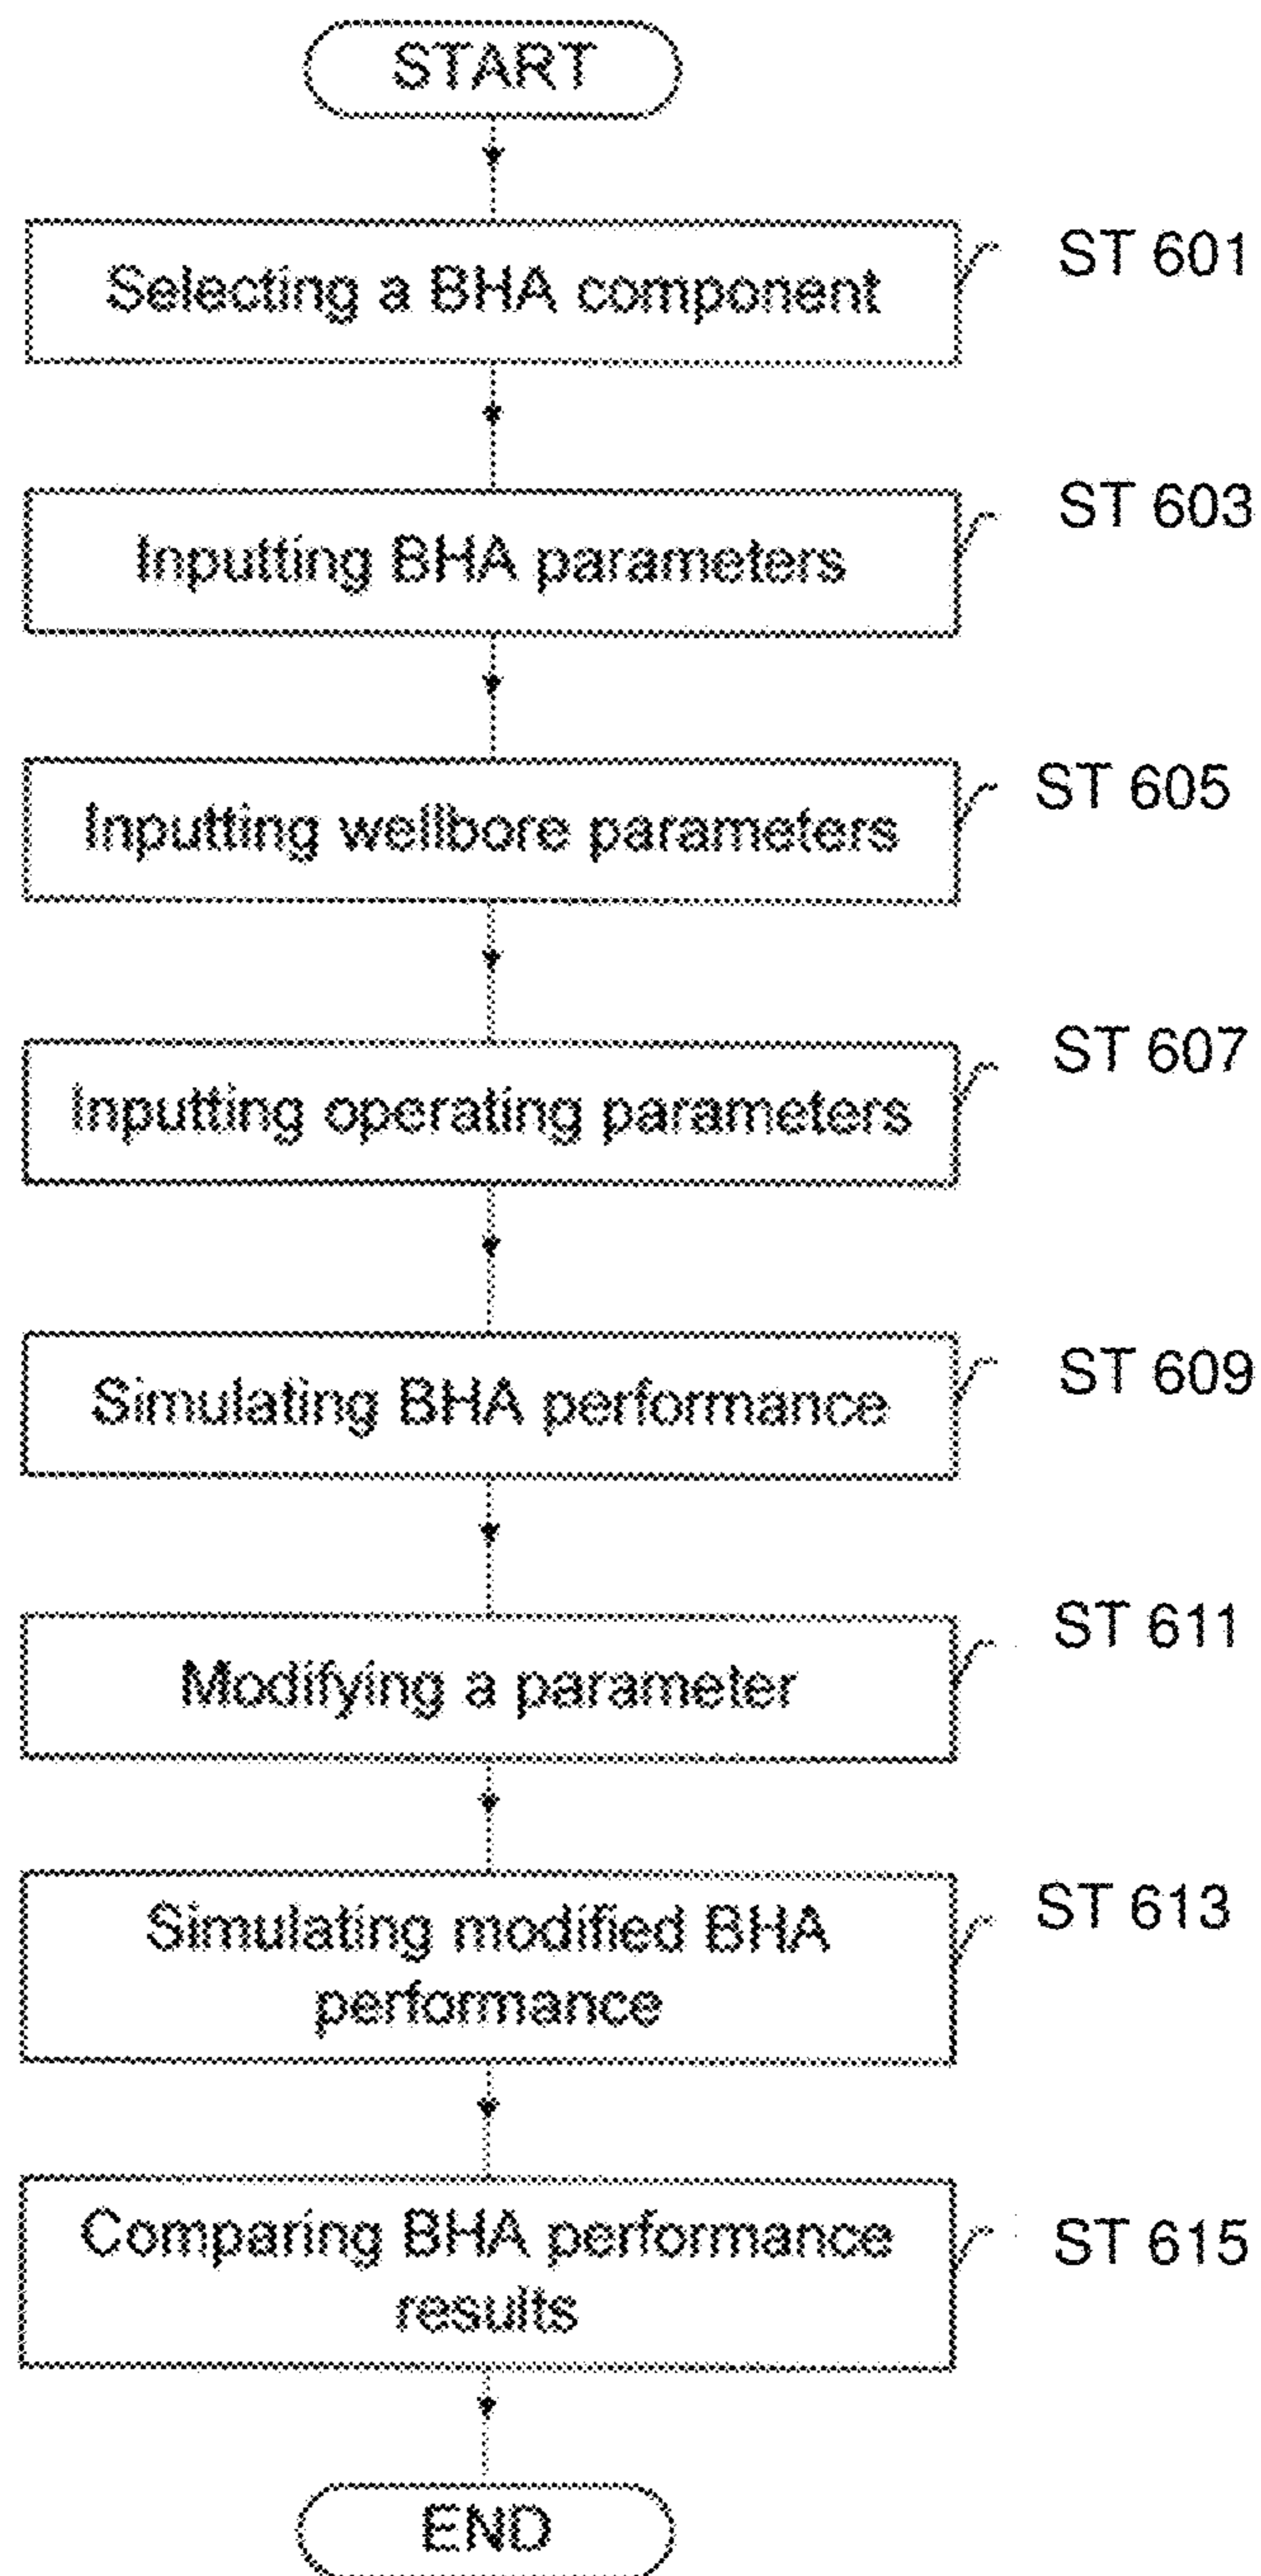 START
Selecting a BHA component
ST 601
Inputting BHA parameters
ST 603
Inputting wellbore parameters
ST 605
Inputting operating parameters
ST 607
Simulating BHA performance
ST 609
Modifying a parameter
ST 611
Simulating modified BHA
performance
ST 613
Comparing BHA performance
results
ST 615
END